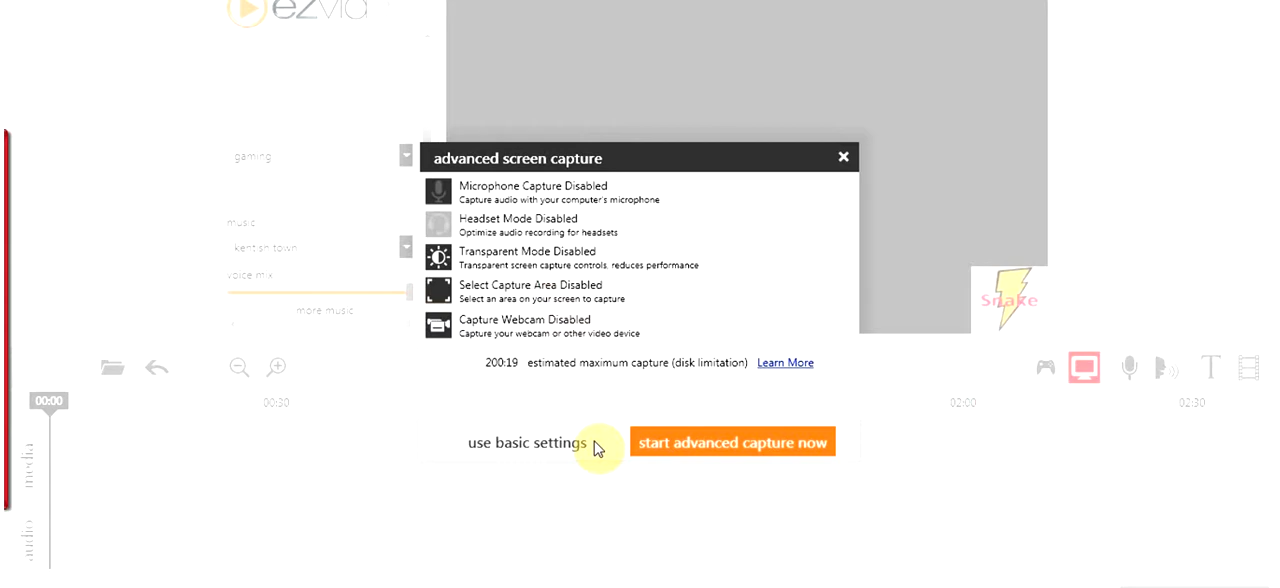 gaming
music
kentish town
voice mix
more music
advanced screen capture
Microphone Capture Disabled
Capture audio with your computer's microphone
Headset Mode Disabled
Optimize audio recording for headsets
Transparent Mode Disabled
Transparent screen capture controls, reduces performance
Select Capture Area Disabled
Select an area on your screen to capture
Capture Webcam Disabled
Capture your webcam or other video device
200:19 estimated maximum capture (disk limitation) Learn More
use basic settings
start advanced capture now
Snake
T
00:00
00:30
02:00
02:30
media
audio